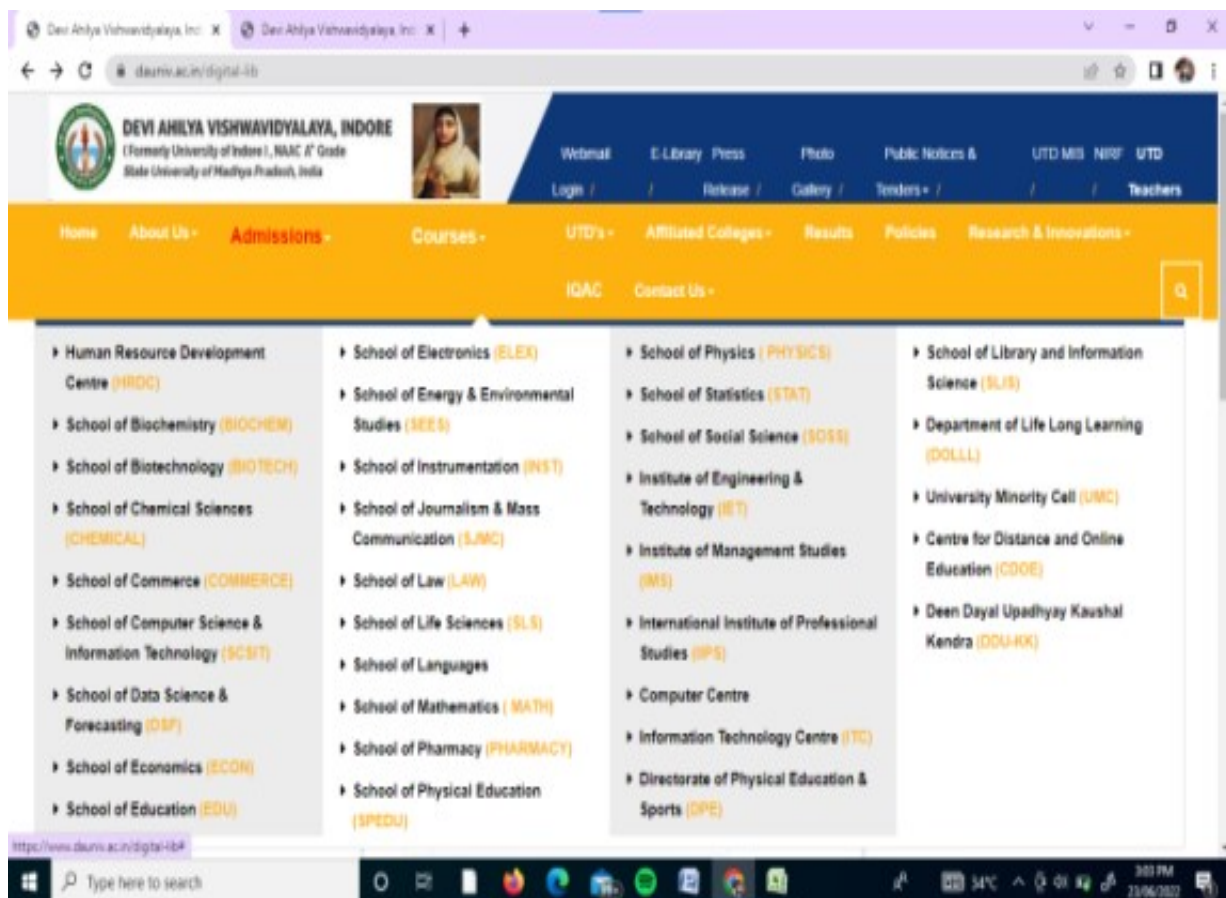 Devi Ahilya Vishwavidyalaya, Ind
Devi Ahilya Vishwavidyalaya, Inc
dauniv.ac.in/digital-lib
DEVI AHILYA VISHWAVIDYALAYA, INDORE
( Formerly University of Indore ) , NAAC A+ Grade
State University of Madhya Pradesh, India
Webmail E-Library Press Photo Public Notices & UTD MIS NIRF UTD
Login / / Release / Gallery / Tenders / / / Teachers
Home About Us Admissions Courses UTD's Affiliated Colleges Results Policies Research & Innovations
IQAC Contact Us
Human Resource Development
Centre (HRDC)
School of Biochemistry (BIOCHEM)
School of Biotechnology (BIOTECH)
School of Chemical Sciences
(CHEMICAL)
School of Commerce (COMMERCE)
School of Computer Science &
Information Technology (SCSIT)
School of Data Science &
Forecasting (DSF)
School of Economics (ECON)
School of Education (EDU)
School of Electronics (ELEX)
School of Energy & Environmental
Studies (SEES)
School of Instrumentation (INST)
School of Journalism & Mass
Communication (SJMC)
School of Law (LAW)
School of Life Sciences (SLS)
School of Languages
School of Mathematics ( MATH)
School of Pharmacy (PHARMACY)
School of Physical Education
(SPEDU)
School of Physics ( PHYSICS)
School of Statistics (STAT)
School of Social Science (SOSS)
Institute of Engineering &
Technology (IET)
Institute of Management Studies
(IMS)
International Institute of Professional
Studies (IIPS)
Computer Centre
Information Technology Centre (ITC)
Directorate of Physical Education &
Sports (DPE)
School of Library and Information
Science (SLIS)
Department of Life Long Learning
(DOLLL)
University Minority Cell (UMC)
Centre for Distance and Online
Education (CDOE)
Deen Dayal Upadhyay Kaushal
Kendra (DDU-KK)
https://www.dauniv.ac.in/digital-lib#
Type here to search
34°C
3:03 PM
23/06/2022